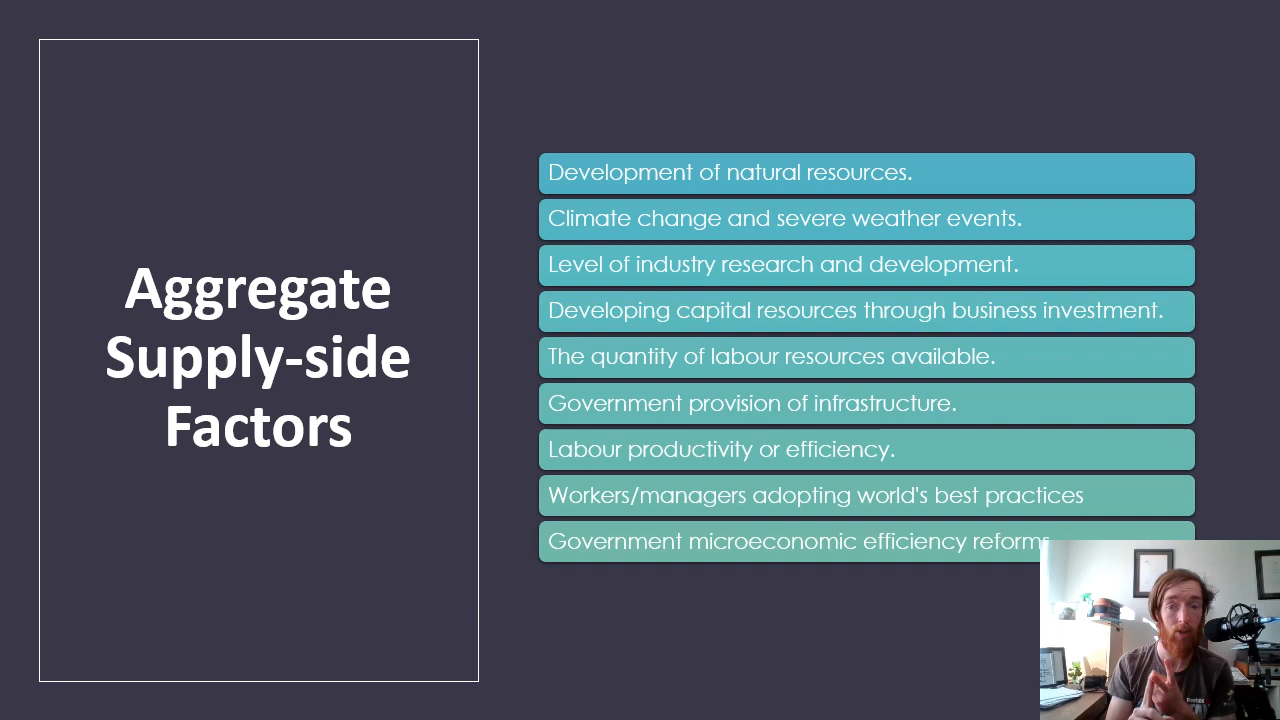 Aggregate
Supply-side
Factors
Development of natural resources.
Climate change and severe weather events.
Level of industry research and development.
Developing capital resources through business investment.
The quantity of labour resources available.
Government provision of infrastructure.
Labour productivity or efficiency.
Workers/managers adopting world's best practices
Government microeconomic efficiency reforms
Reebok